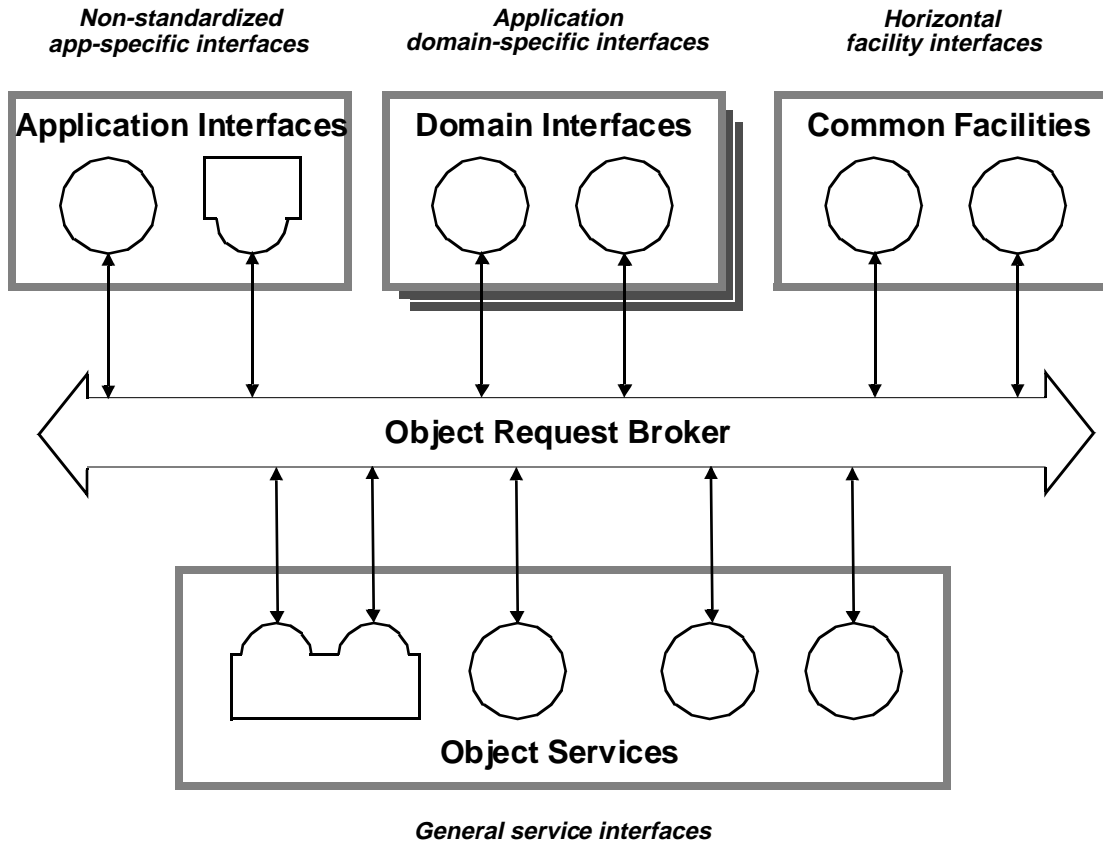 Non-standardized
app-specific interfaces
Application
domain-specific interfaces
Horizontal
facility interfaces
Application Interfaces
Domain Interfaces
Common Facilities
Object Request Broker
Object Services
General service interfaces